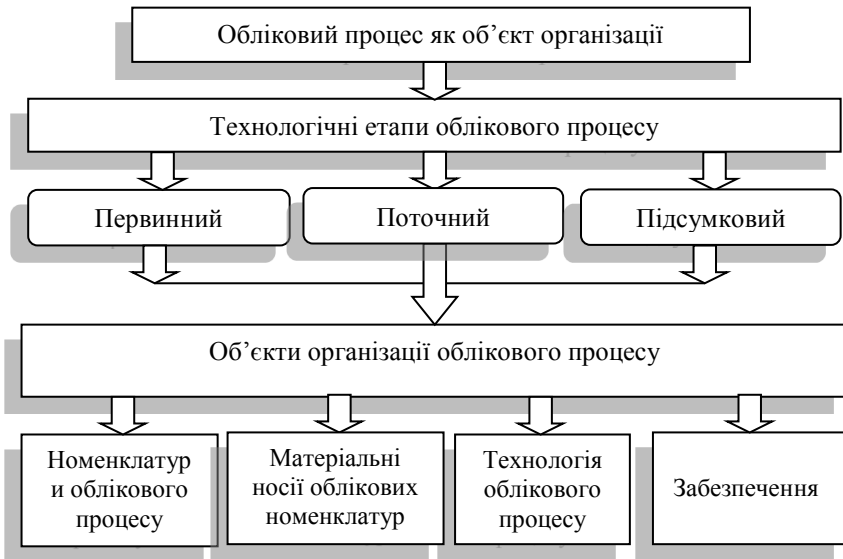 Обліковий процес як об’єкт організації
Технологічні етапи облікового процесу
Первинний
Поточний
Підсумковий
Об’єкти організації облікового процесу
Номенклатур
и облікового
процесу
Матеріальні
носії облікових
номенклатур
Технологія
облікового
процесу
Забезпечення